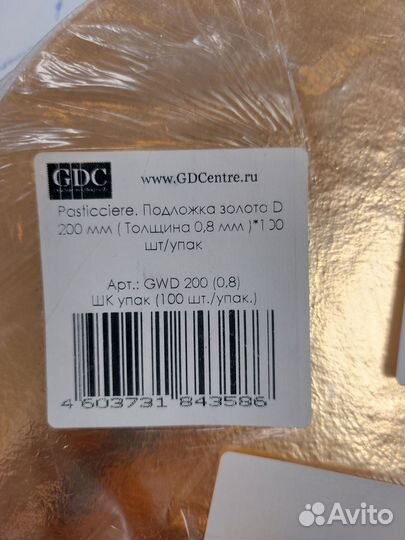 GDC
www.GDCentre.ru
Pasticciere. Подложка золото D
200 мм ( Толщина 0,8 мм )*100
шт/упак
Арт.: GWD 200 (0,8)
ШК упак (100 шт./упак.)
4 603731 843586
Avito